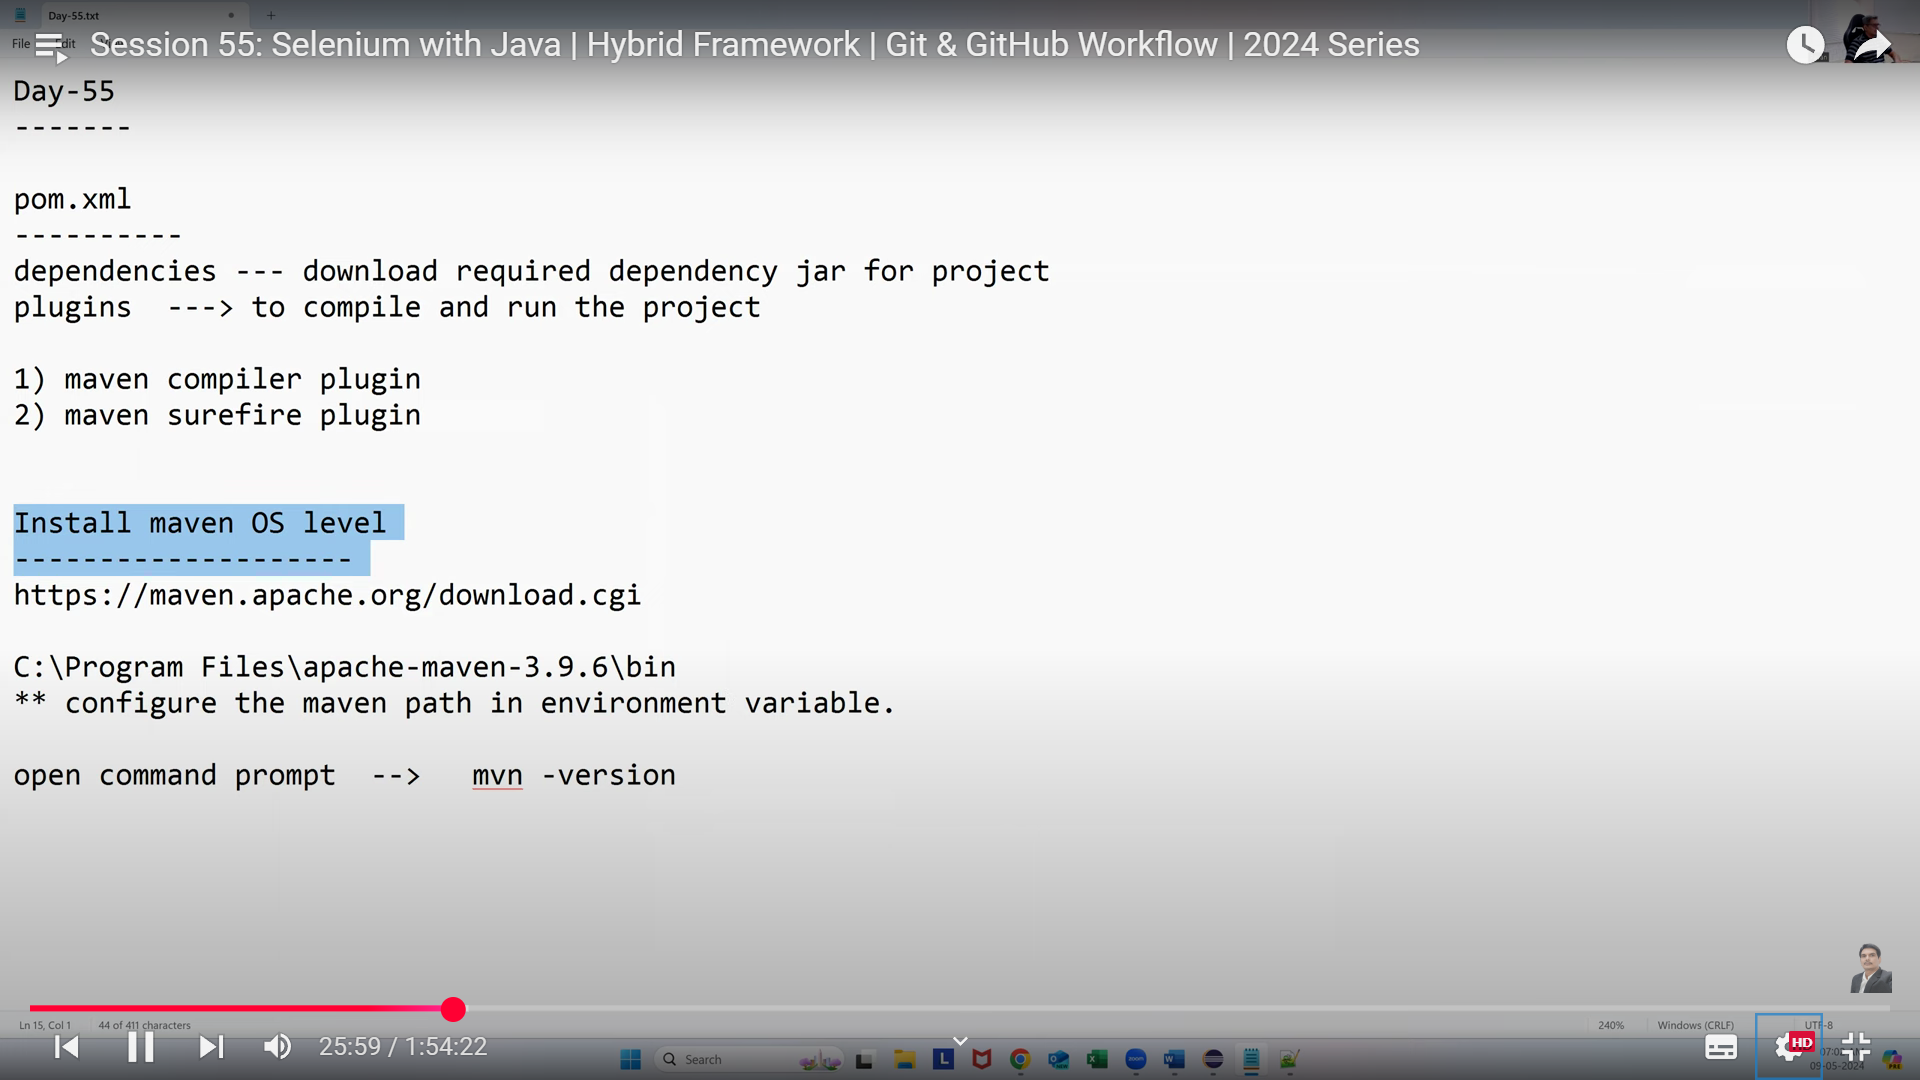 Day-55.txt
File Edit
Session 55: Selenium with Java | Hybrid Framework | Git & GitHub Workflow | 2024 Series
Day-55
-------
pom.xml
----------
dependencies --- download required dependency jar for project
plugins  ---> to compile and run the project
1) maven compiler plugin
2) maven surefire plugin
Install maven OS level
--------------------
https://maven.apache.org/download.cgi
C:\Program Files\apache-maven-3.9.6\bin
** configure the maven path in environment variable.
open command prompt  -->   mvn -version
Ln 15, Col 1
44 of 411 characters
240%
Windows (CRLF)
UTF-8
25:59 / 1:54:22
Search
HD
09-05-2024